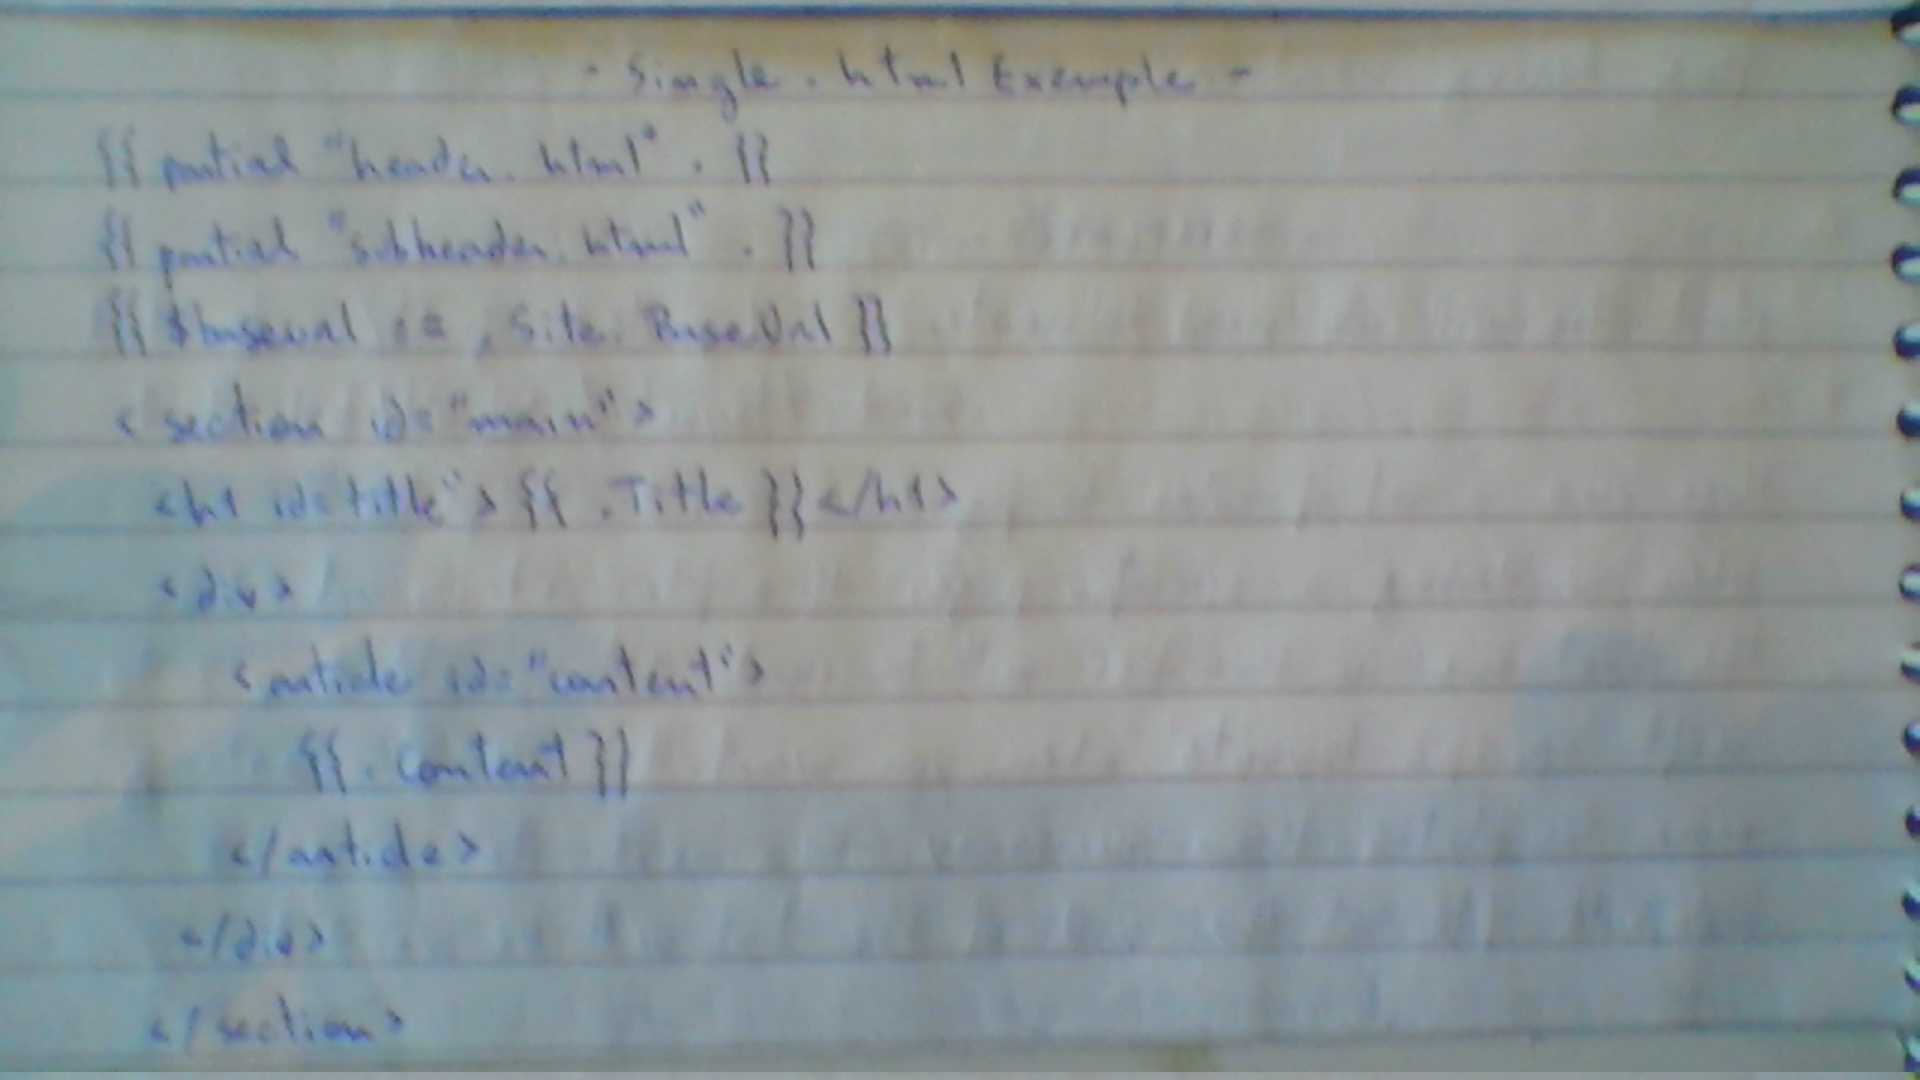 - Single.html Example -
{{ partial "header.html" . }}
{{ partial "subheader.html" . }}
{{ $baseurl := .Site.BaseUrl }}
<section id="main">
<h1 id=title"> {{ .Title }}</h1>
<div>
<article id="content">
{{ .Content }}
</article>
</div>
</section>